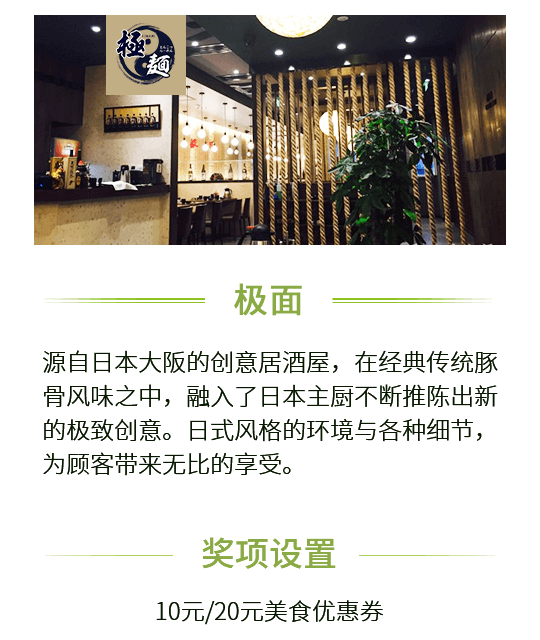 極
麺
极面
源自日本大阪的创意居酒屋，在经典传统豚
骨风味之中，融入了日本主厨不断推陈出新
的极致创意。日式风格的环境与各种细节，
为顾客带来无比的享受。
奖项设置
10元/20元美食优惠券